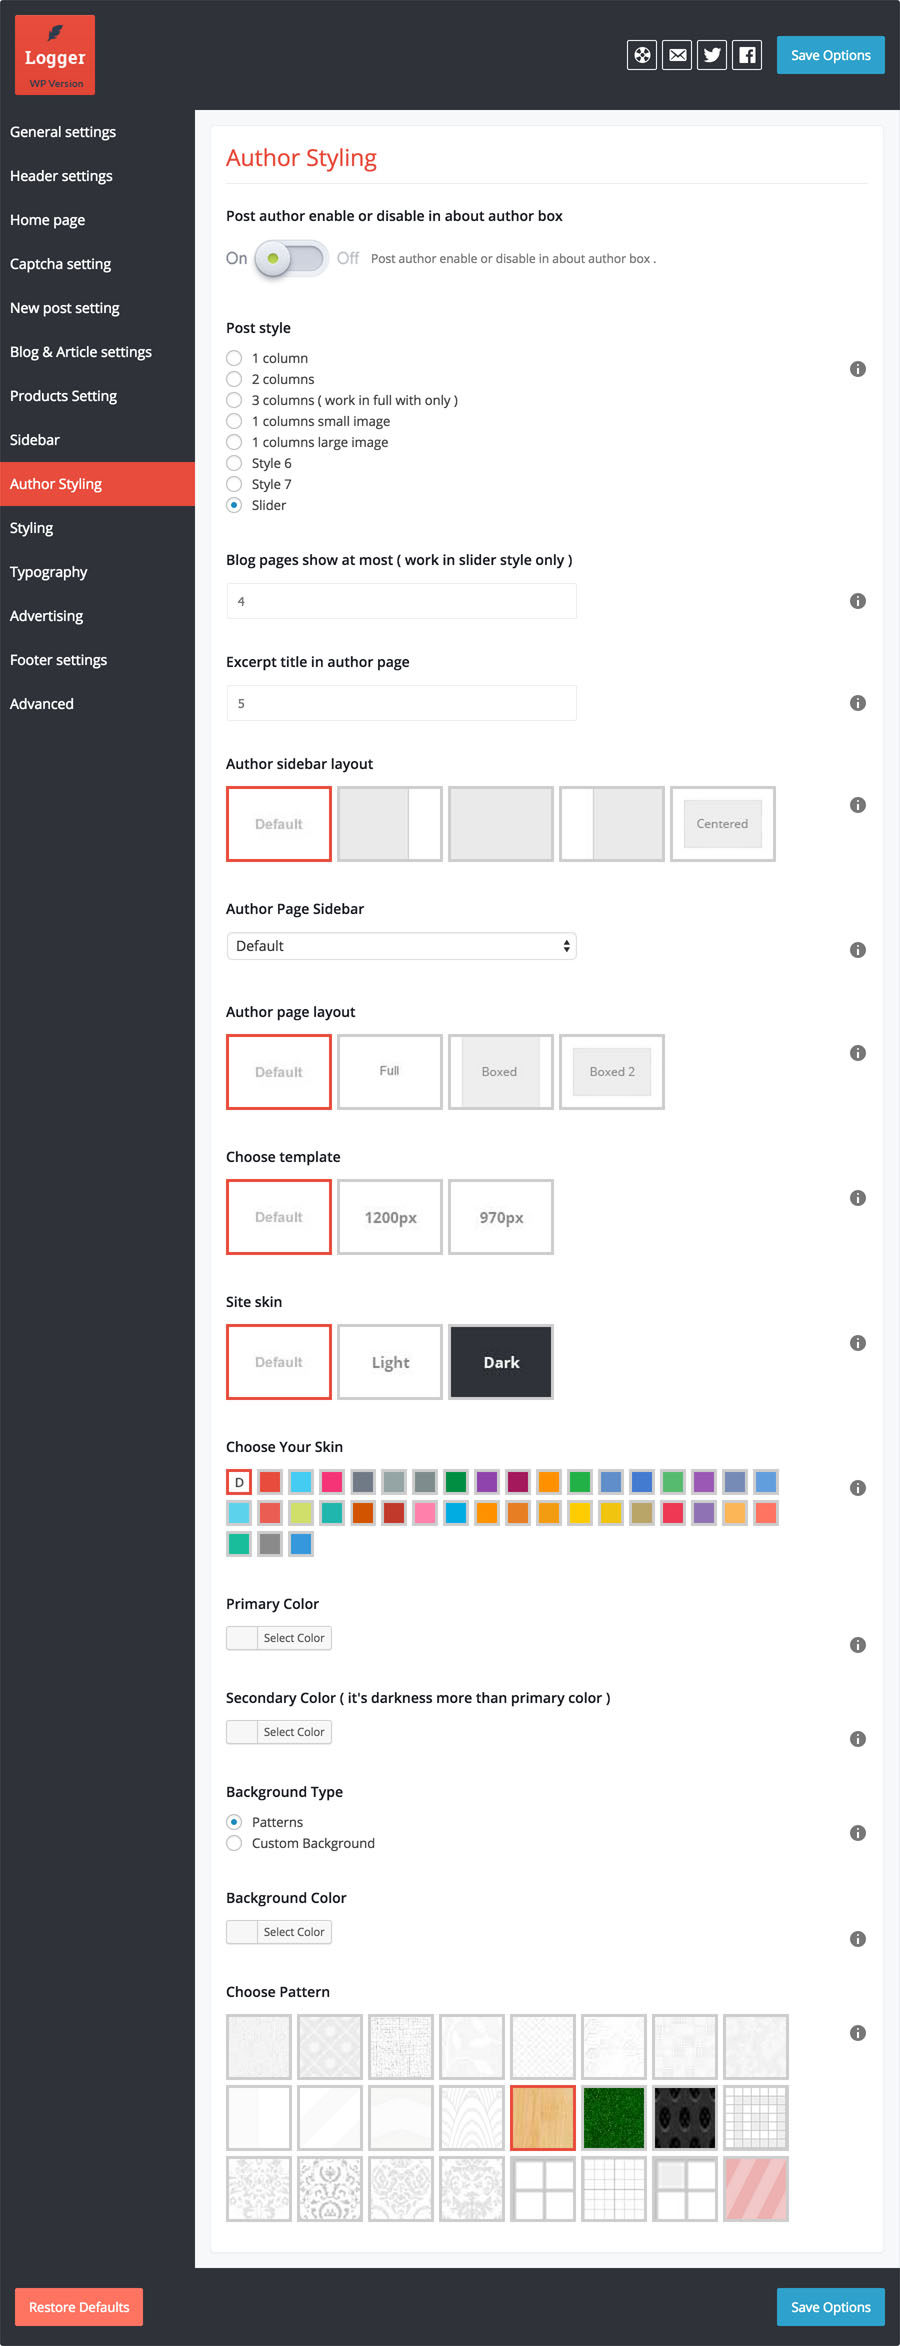 Logger
WP Version
Save Options
General settings
Header settings
Home page
Captcha setting
New post setting
Blog & Article settings
Products Setting
Sidebar
Author Styling
Styling
Typography
Advertising
Footer settings
Advanced
Author Styling
Post author enable or disable in about author box
On Off Post author enable or disable in about author box .
Post style
1 column
2 columns
3 columns ( work in full with only )
1 columns small image
1 columns large image
Style 6
Style 7
Slider
Blog pages show at most ( work in slider style only )
4
Excerpt title in author page
5
Author sidebar layout
Default Centered
Author Page Sidebar
Default
Author page layout
Default Full Boxed Boxed 2
Choose template
Default 1200px 970px
Site skin
Default Light Dark
Choose Your Skin
D
Primary Color
Select Color
Secondary Color ( it's darkness more than primary color )
Select Color
Background Type
Patterns
Custom Background
Background Color
Select Color
Choose Pattern
Restore Defaults Save Options